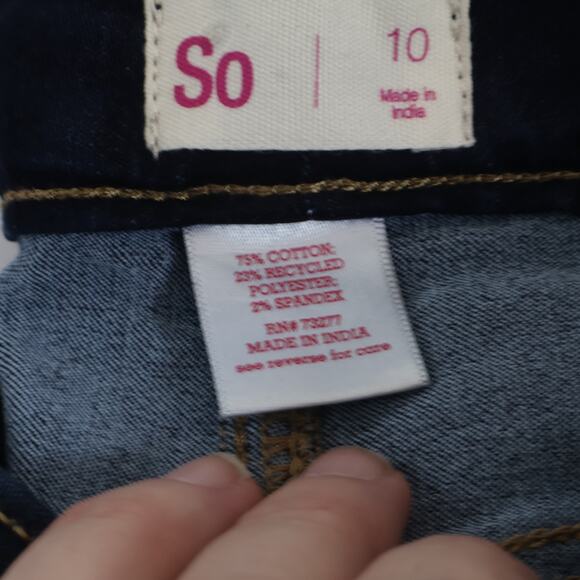 So | 10
Made in
India
75% COTTON;
23% RECYCLED
POLYESTER;
2% SPANDEX
RN# 73277
MADE IN INDIA
see reverse for care